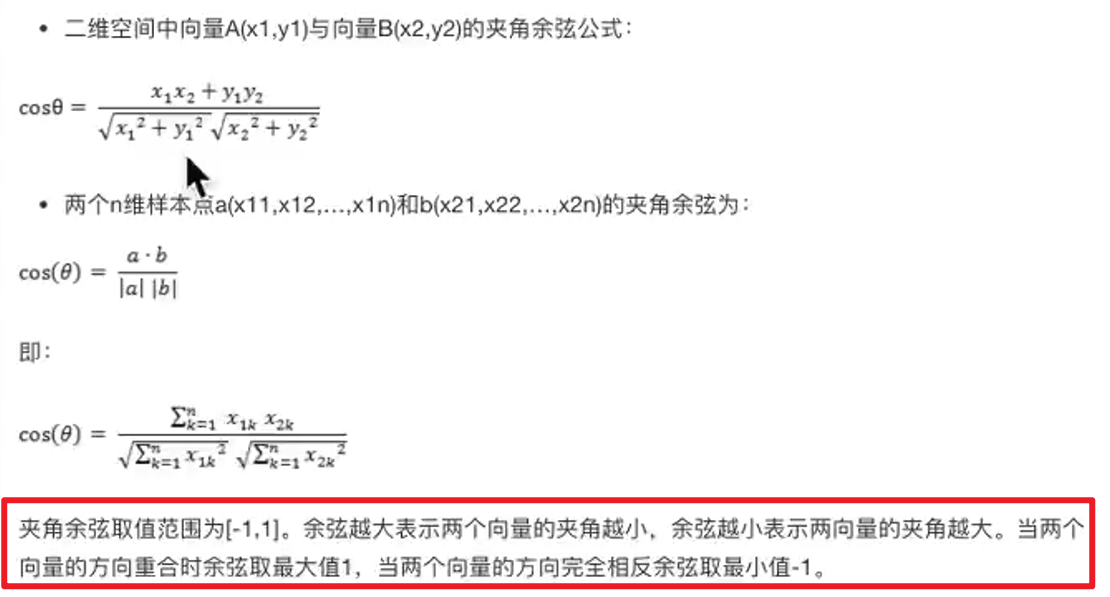 • 二维空间中向量A(x1,y1)与向量B(x2,y2)的夹角余弦公式：
cosθ = \frac{x_1x_2 + y_1y_2}{\sqrt{x_1^2 + y_1^2}\sqrt{x_2^2 + y_2^2}}
• 两个n维样本点a(x11,x12,…,x1n)和b(x21,x22,…,x2n)的夹角余弦为：
cos(θ) = \frac{a · b}{|a| |b|}
即：
cos(θ) = \frac{\sum_{k=1}^{n} x_{1k} x_{2k}}{\sqrt{\sum_{k=1}^{n} x_{1k}^2} \sqrt{\sum_{k=1}^{n} x_{2k}^2}}
夹角余弦取值范围为[-1,1]。余弦越大表示两个向量的夹角越小，余弦越小表示两向量的夹角越大。当两个
向量的方向重合时余弦取最大值1，当两个向量的方向完全相反余弦取最小值-1。